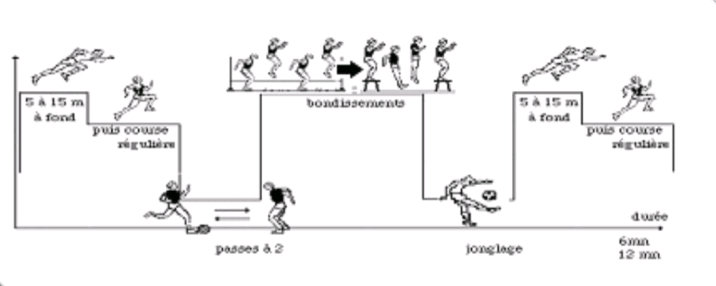 5 à 15 m
à fond
puis course
régulière
bondissements
5 à 15 m
à fond
puis course
régulière
passes à 2
jonglage
durée
6mn
12 mn